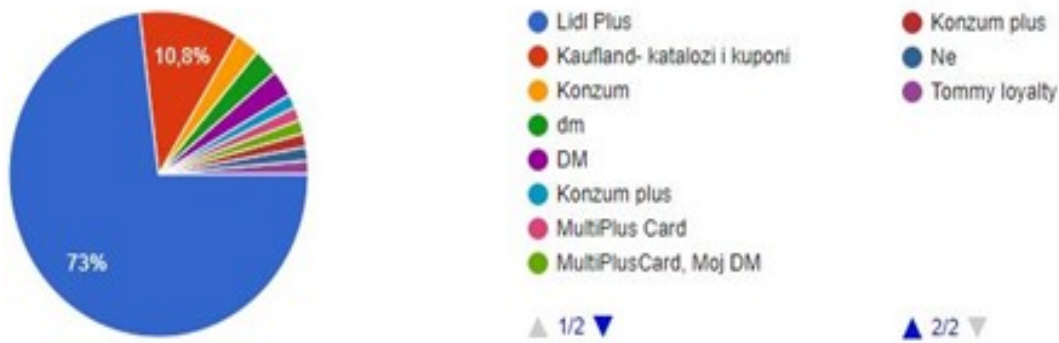 10,8%
73%
Lidl Plus
Kaufland- katalozi i kuponi
Konzum
dm
DM
Konzum plus
MultiPlus Card
MultiPlusCard, Moj DM
1/2
Konzum plus
Ne
Tommy loyalty
2/2